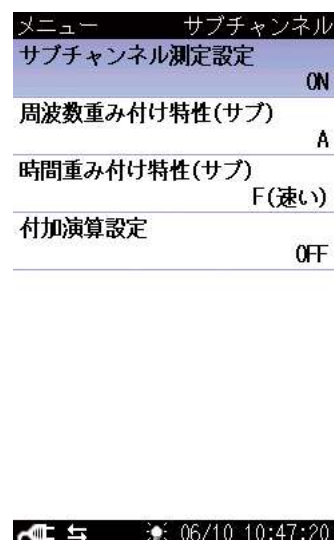 メニュー サブチャンネル
サブチャンネル測定設定
ON
周波数重み付け特性(サブ)
A
時間重み付け特性(サブ)
F(速い)
付加演算設定
OFF
06/10 10:47:20